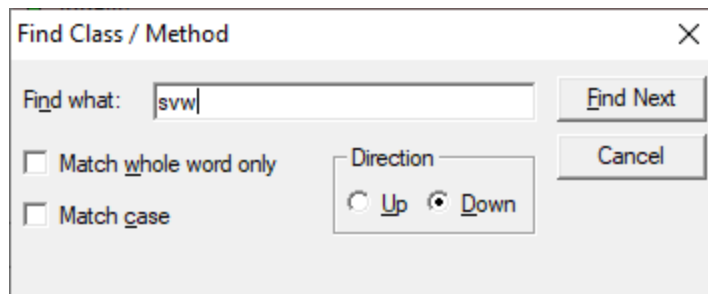 Find Class / Method
Find what: svw Find Next
Match whole word only Direction Cancel
Up Down
Match case